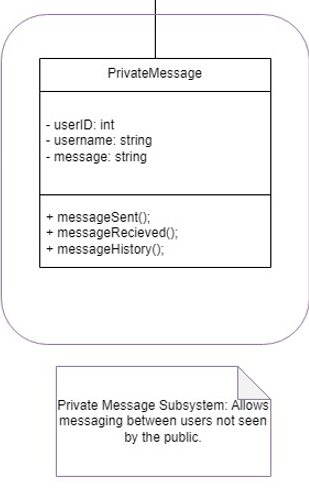 PrivateMessage
- userID: int
- username: string
- message: string
+ messageSent();
+ messageRecieved();
+ messageHistory();
Private Message Subsystem: Allows
messaging between users not seen
by the public.